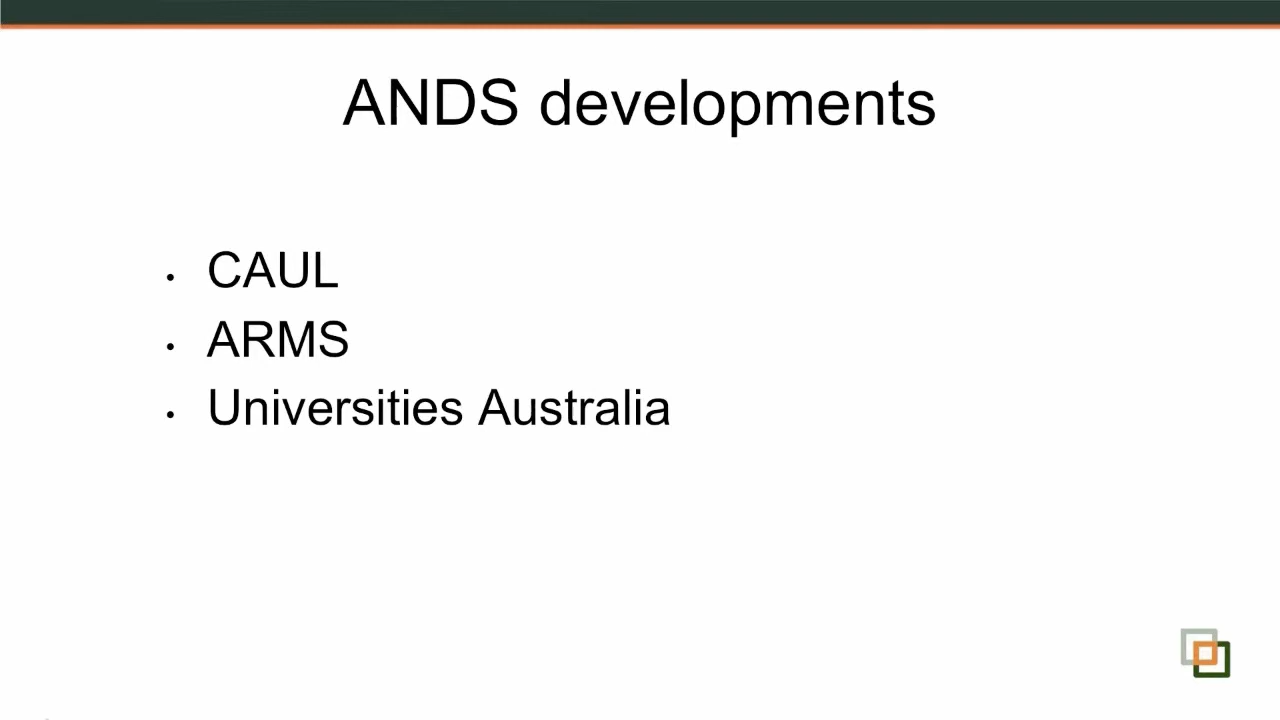 ANDS developments
• CAUL
• ARMS
• Universities Australia